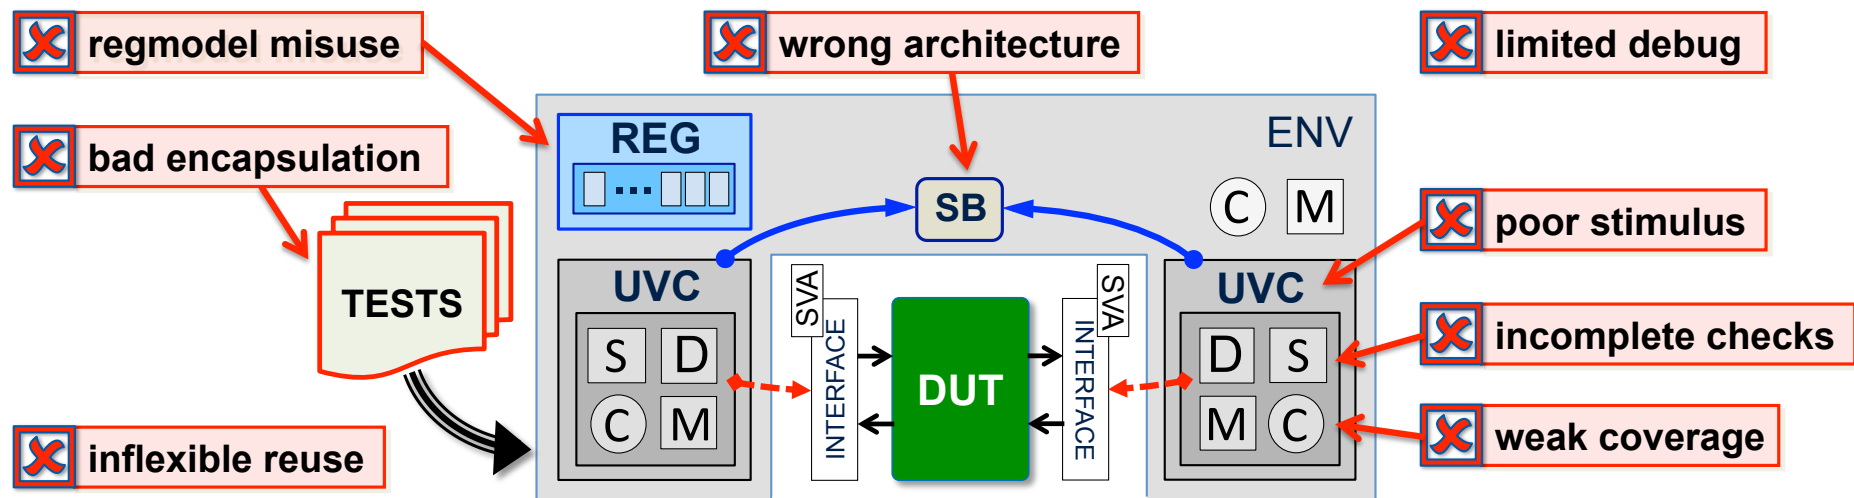 regmodel misuse
wrong architecture
limited debug
bad encapsulation
REG
ENV
SB
C
M
poor stimulus
TESTS
UVC
SVA
SVA
UVC
S
D
INTERFACE
DUT
INTERFACE
D
S
incomplete checks
C
M
M
C
inflexible reuse
weak coverage